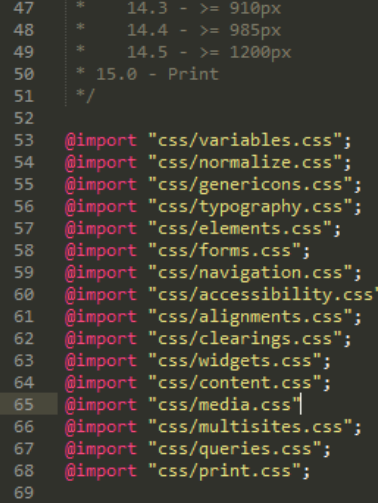 47 * 14.3 - >= 910px
48 * 14.4 - >= 985px
49 * 14.5 - >= 1200px
50 * 15.0 - Print
51 */
52
53 @import "css/variables.css";
54 @import "css/normalize.css";
55 @import "css/genericons.css";
56 @import "css/typography.css";
57 @import "css/elements.css";
58 @import "css/forms.css";
59 @import "css/navigation.css";
60 @import "css/accessibility.css"
61 @import "css/alignments.css";
62 @import "css/clearings.css";
63 @import "css/widgets.css";
64 @import "css/content.css";
65 @import "css/media.css"
66 @import "css/multisites.css";
67 @import "css/queries.css";
68 @import "css/print.css";
69